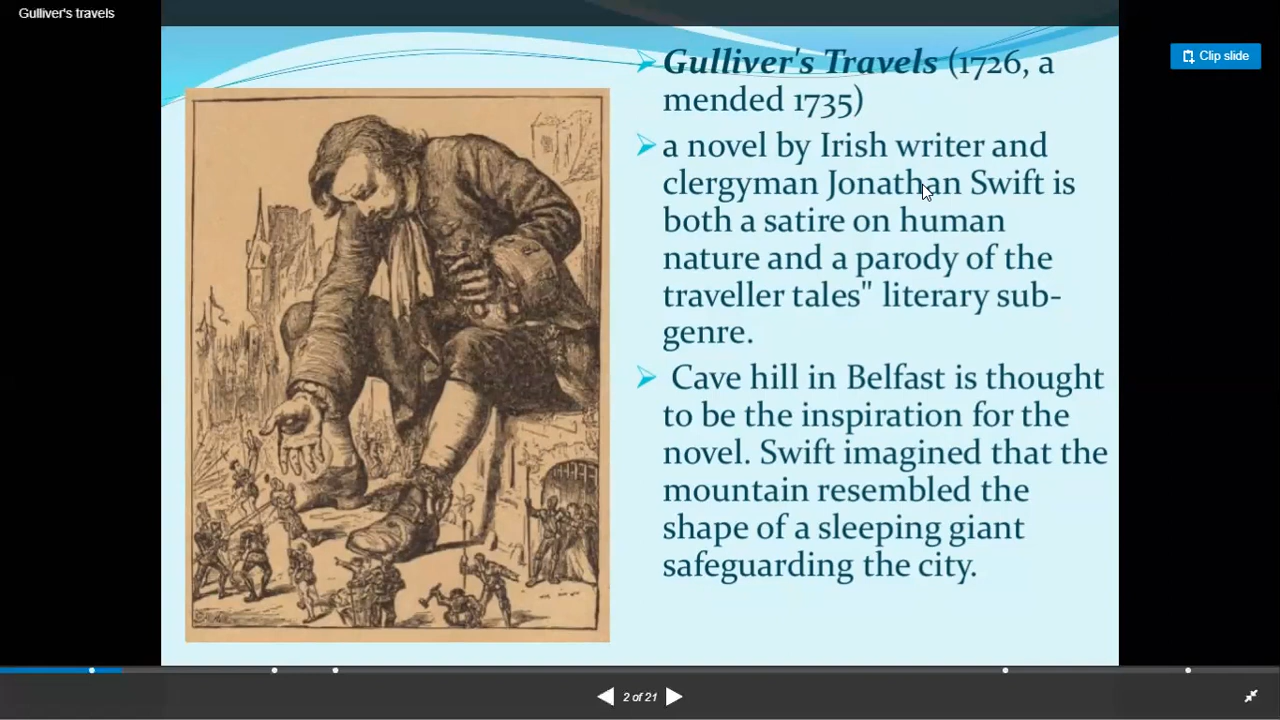 Gulliver's travels
Clip slide
Gulliver's Travels (1726, a
mended 1735)
a novel by Irish writer and
clergyman Jonathan Swift is
both a satire on human
nature and a parody of the
traveller tales" literary sub-
genre.
Cave hill in Belfast is thought
to be the inspiration for the
novel. Swift imagined that the
mountain resembled the
shape of a sleeping giant
safeguarding the city.
2 of 21